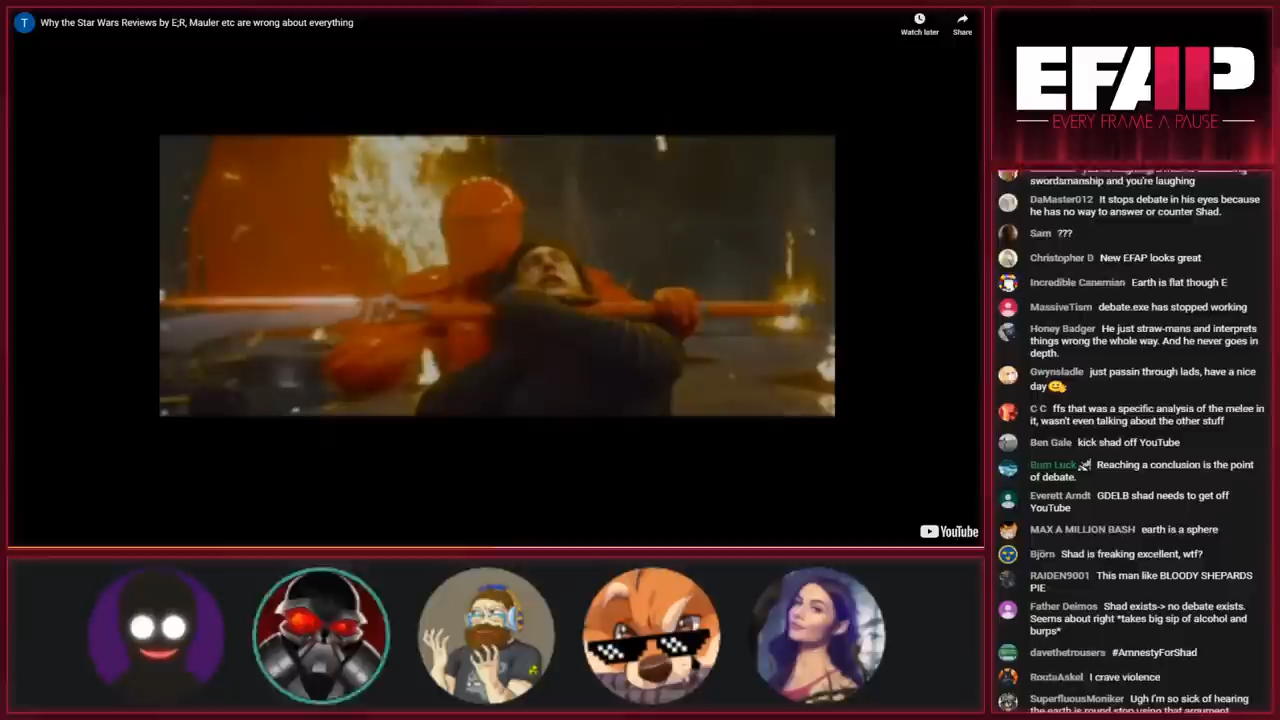 T
Why the Star Wars Reviews by E;R, Mauler etc are wrong about everything
Watch later
Share
YouTube
EFAP
EVERY FRAME A PAUSE
swordsmanship and you're laughing
DaMaster012 It stops debate in his eyes because
he has no way to answer or counter Shad.
Sam ???
Christopher D New EFAP looks great
Incredible Canemian Earth is flat though E
MassiveTism debate.exe has stopped working
Honey Badger He just straw-mans and interprets
things wrong the whole way. And he never goes in
depth.
Gwynsladle just passin through lads, have a nice
day
C C ffs that was a specific analysis of the melee in
it, wasn't even talking about the other stuff
Ben Gale kick shad off YouTube
Bum Luck Reaching a conclusion is the point
of debate.
Everett Arndt GDELB shad needs to get off
YouTube
MAX A MILLION BASH earth is a sphere
Björn Shad is freaking excellent, wtf?
RAIDEN9001 This man like BLOODY SHEPARDS
PIE
Father Deimos Shad exists-> no debate exists.
Seems about right *takes big sip of alcohol and
burps*
davethetrousers #AmnestyForShad
RoutaAskel I crave violence
SuperfluousMoniker Ugh I'm so sick of hearing
the earth is round stop using that argument